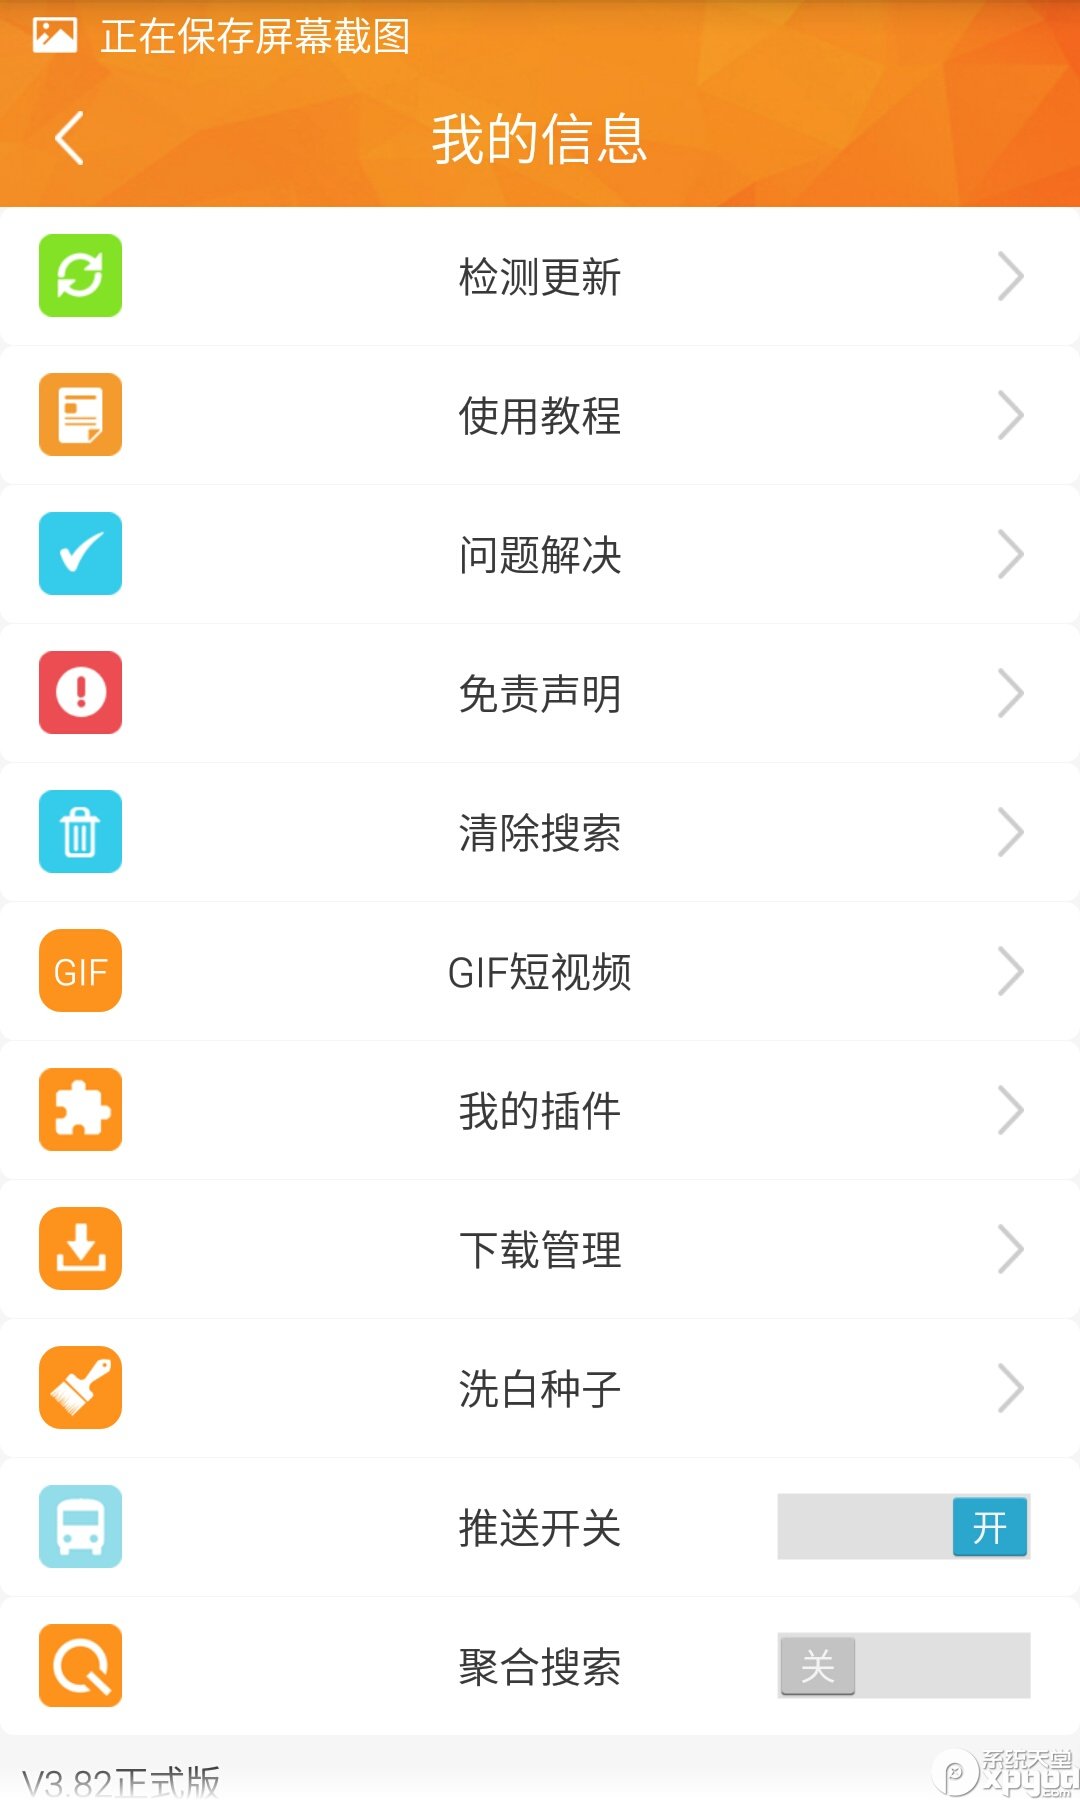 正在保存屏幕截图
我的信息
检测更新
使用教程
问题解决
免责声明
清除搜索
GIF
GIF短视频
我的插件
下载管理
洗白种子
推送开关
开
聚合搜索
关
V3.82正式版
系统天堂